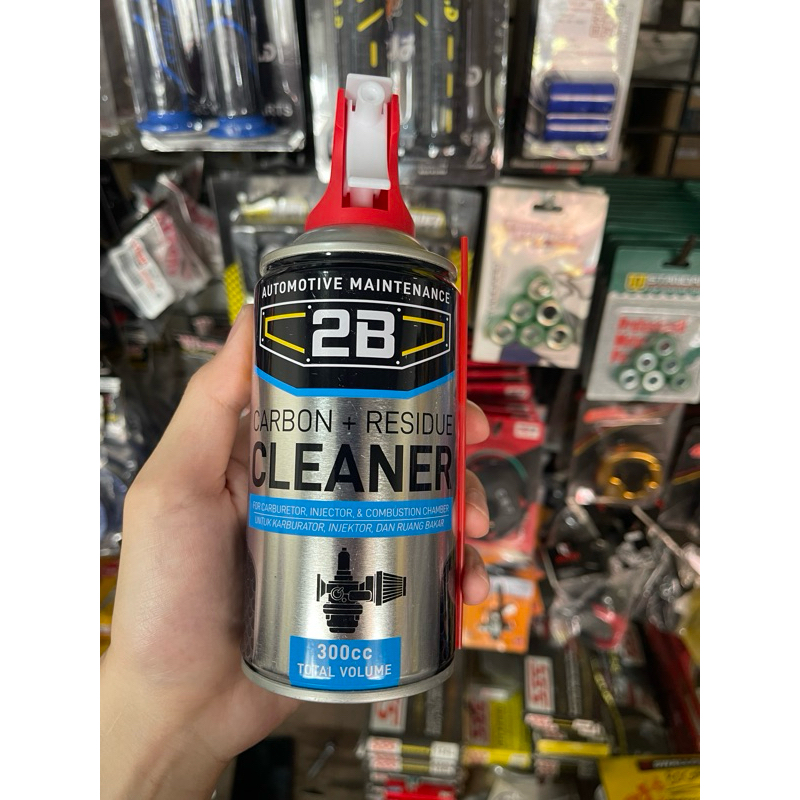 AUTOMOTIVE MAINTENANCE
2B
CARBON + RESIDUE
CLEANER
FOR CARBURETOR, INJECTOR, & COMBUSTION CHAMBER
UNTUK KARBURATOR, INJEKTOR, DAN RUANG BAKAR
300cc
TOTAL VOLUME